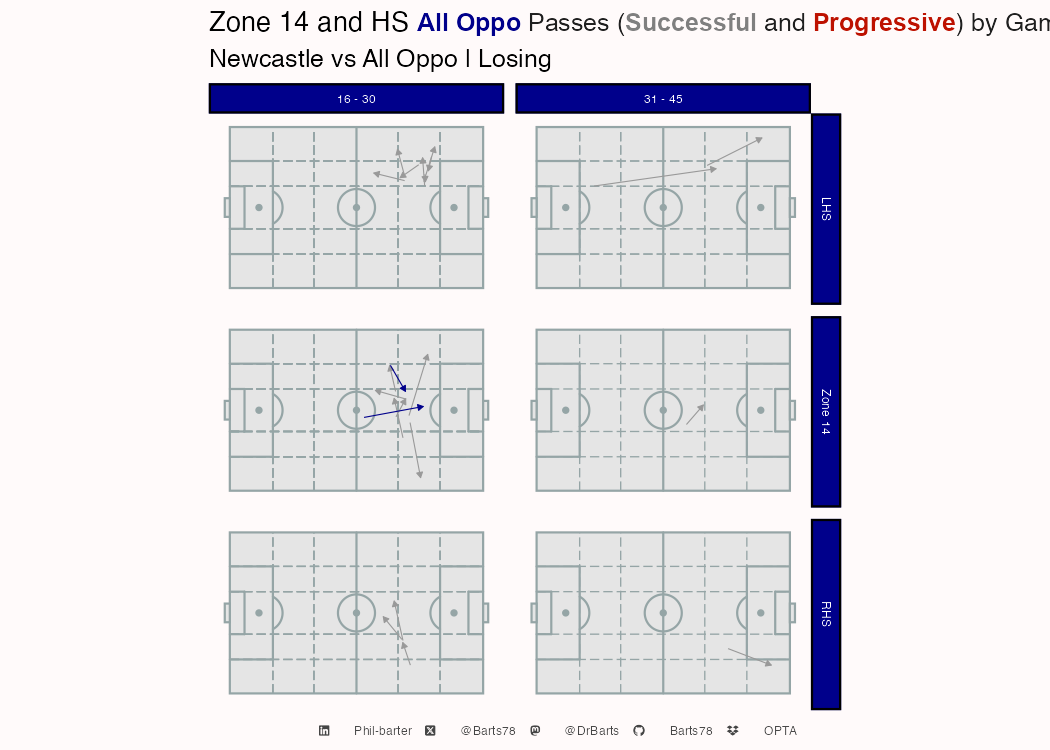 Zone 14 and HS All Oppo Passes (Successful and Progressive) by Gam
Newcastle vs All Oppo | Losing
16 - 30
31 - 45
LHS
Zone 14
RHS
Phil-barter @Barts78 @DrBarts Barts78 OPTA